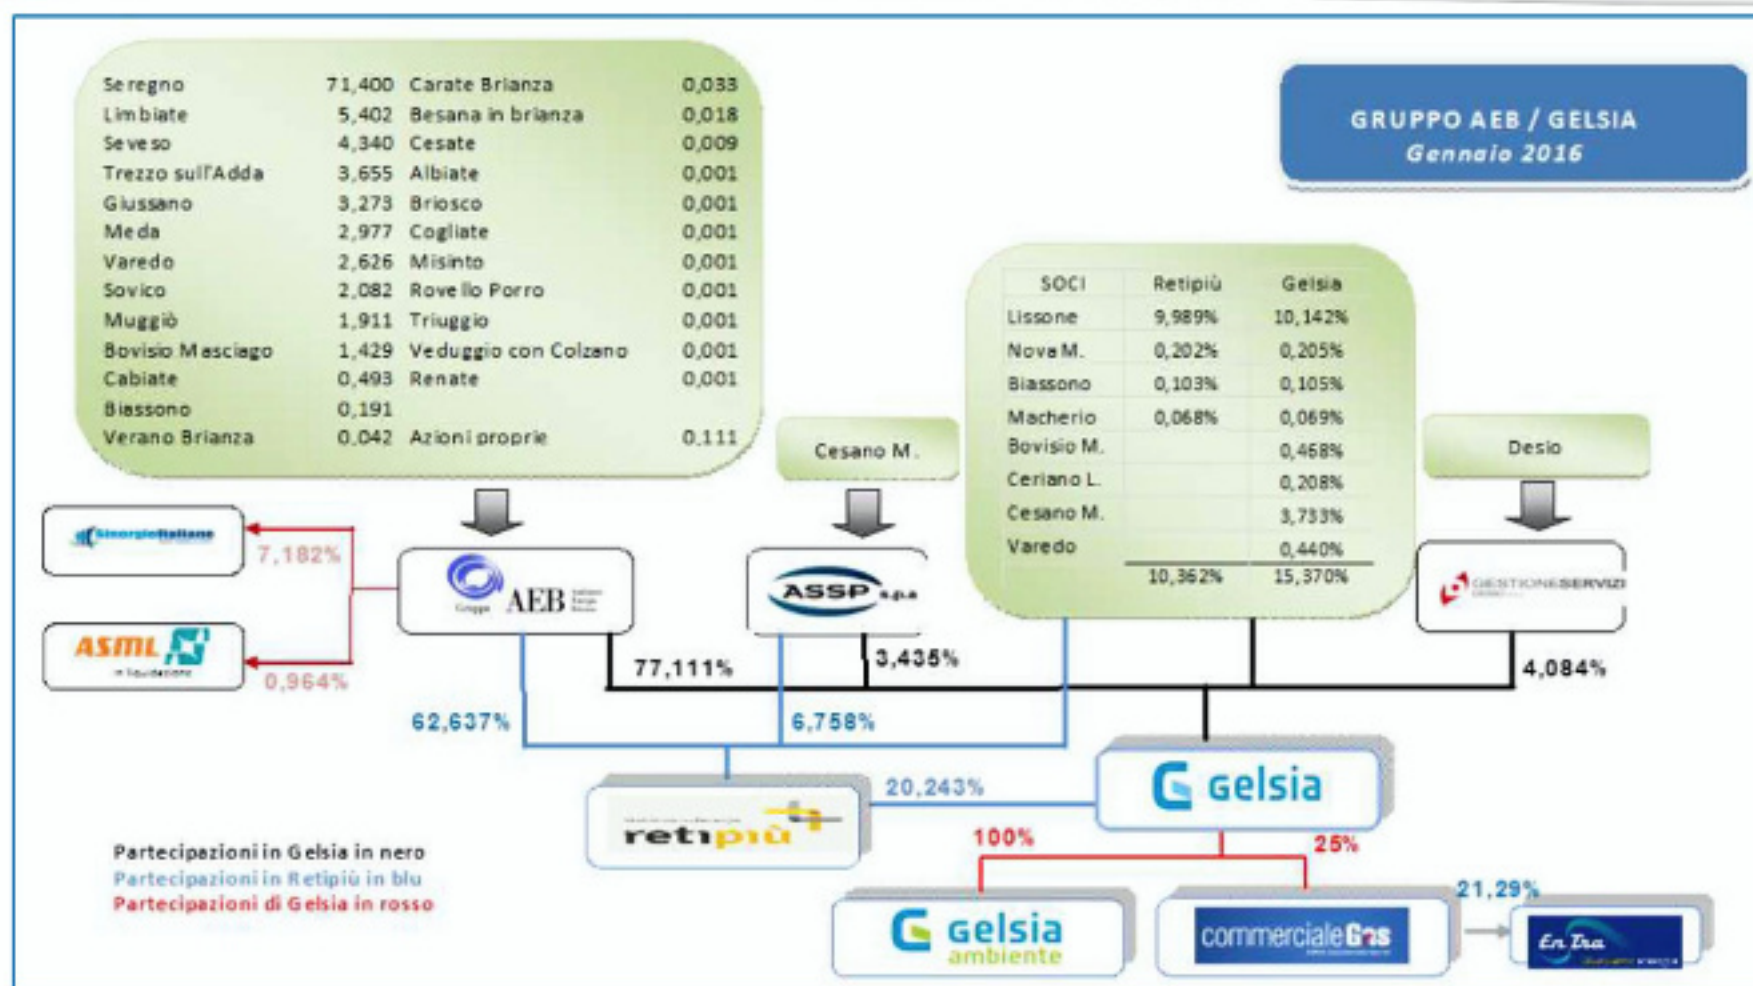 Seregno 71,400 Carate Brianza 0,033
Limbiate 5,402 Besana in brianza 0,018
Seveso 4,340 Cesate 0,009
Trezzo sull'Adda 3,655 Albiate 0,001
Giussano 3,273 Briosco 0,001
Meda 2,977 Cogliate 0,001
Varedo 2,626 Misinto 0,001
Sovico 2,082 Rovello Porro 0,001
Muggiò 1,911 Triuggio 0,001
Bovisio Masciago 1,429 Veduggio con Colzano 0,001
Cabiate 0,493 Renate 0,001
Biassono 0,191
Verano Brianza 0,042 Azioni proprie 0,111
GRUPPO AEB / GELSIA
Gennaio 2016
SOCI Retipiù Gelsia
Lissone 9,989% 10,142%
Nova M. 0,202% 0,205%
Biassono 0,103% 0,105%
Macherio 0,068% 0,069%
Bovisio M. 0,468%
Ceriano L. 0,208%
Cesano M. 3,733%
Varedo 0,440%
10,362% 15,370%
Cesano M.
Desio
SinergieItaliane
7,182%
Gruppo AEB
ASSP s.p.a
GESTIONESERVIZI
ASML
in liquidazione
0,964%
77,111%
3,435%
4,084%
62,637%
6,758%
retipiù
20,243%
Gelsia
100%
25%
Partecipazioni in Gelsia in nero
Partecipazioni in Retipiù in blu
Partecipazioni di Gelsia in rosso
Gelsia
ambiente
commerciale Gas
21,29%
En Tra